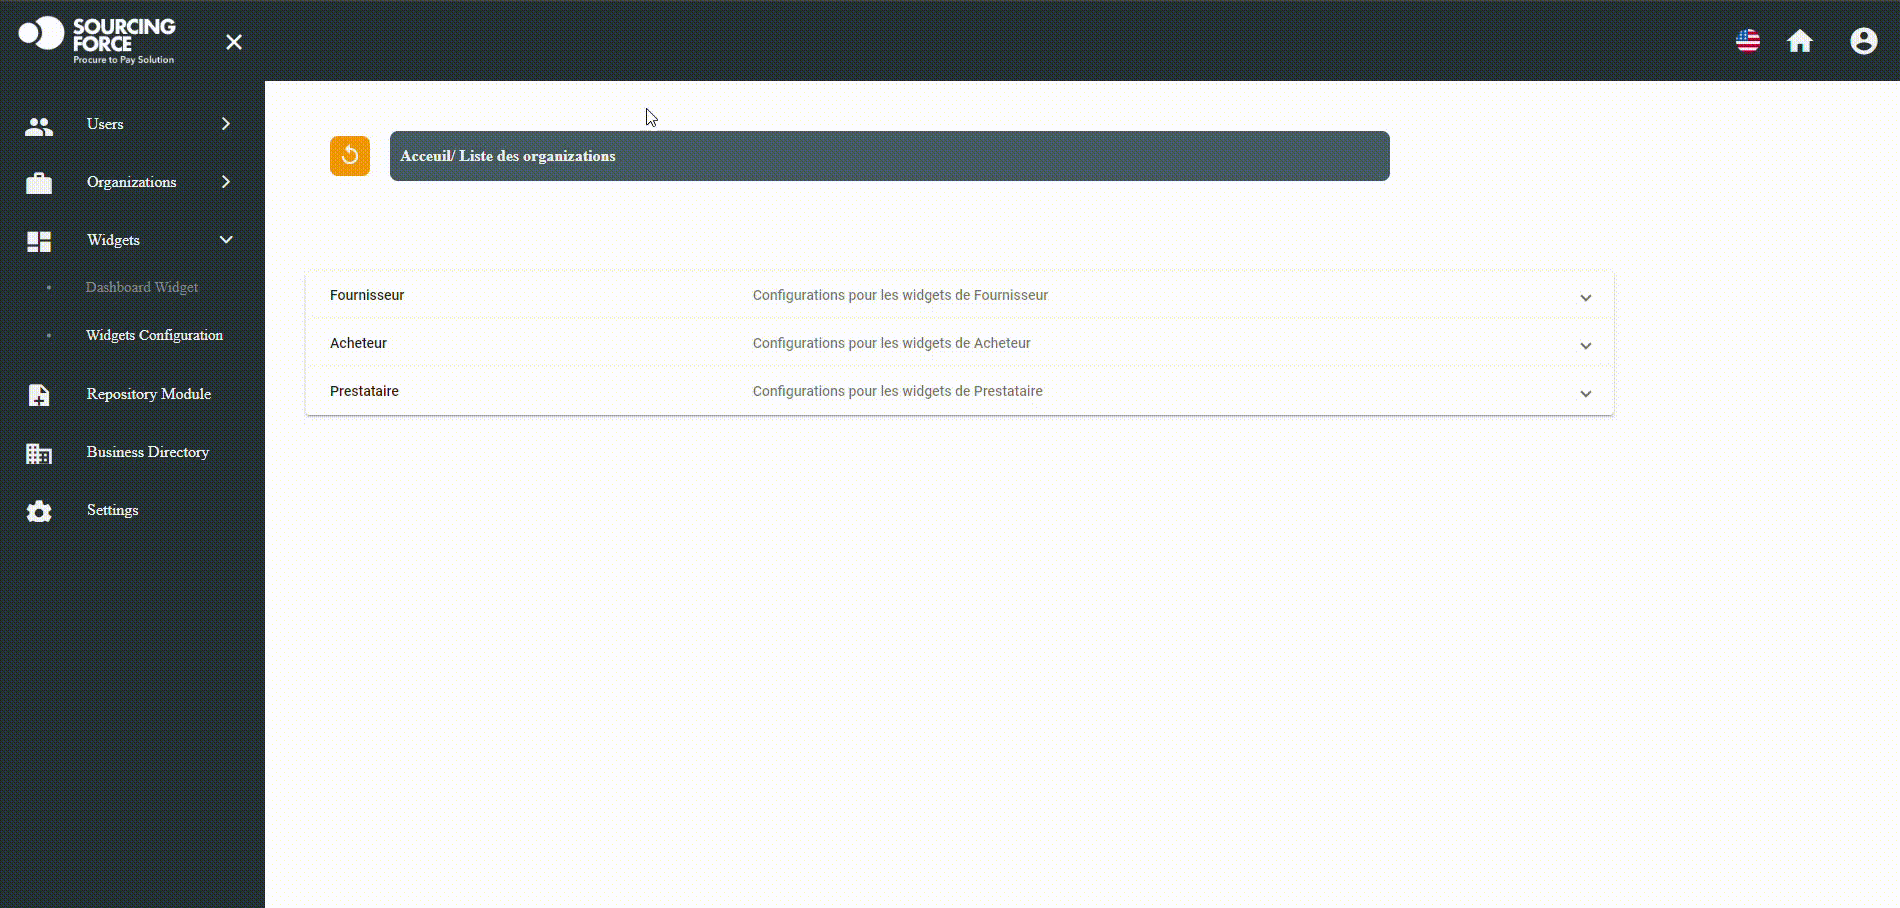 SOURCING
FORCE
Procure to Pay Solution
Users
Organizations
Widgets
Dashboard Widget
Widgets Configuration
Repository Module
Business Directory
Settings
Acceuil/ Liste des organizations
Fournisseur Configurations pour les widgets de Fournisseur
Acheteur Configurations pour les widgets de Acheteur
Prestataire Configurations pour les widgets de Prestataire